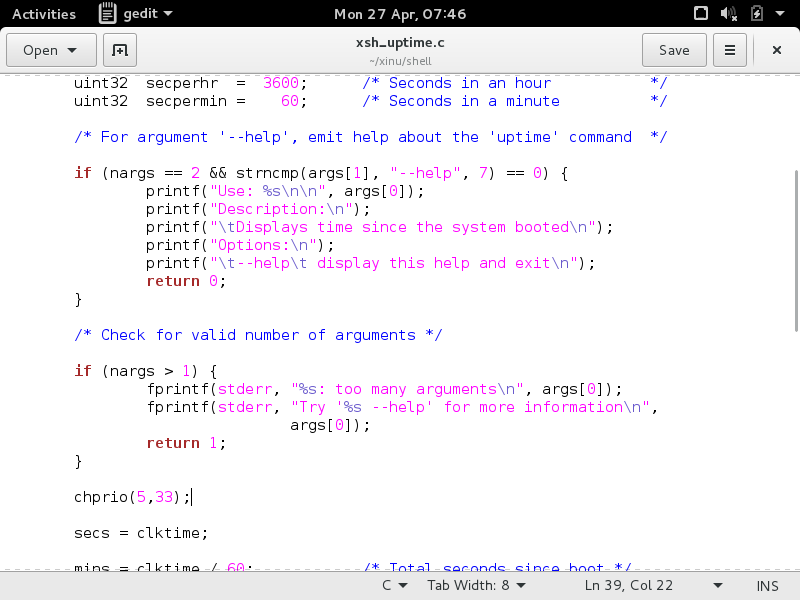 Activities gedit Mon 27 Apr, 07:46
Open xsh_uptime.c Save
~/xinu/shell
uint32  secperhr  =  3600;      /* Seconds in an hour           */
uint32  secpermin =    60;      /* Seconds in a minute          */
/* For argument '--help', emit help about the 'uptime' command  */
if (nargs == 2 && strncmp(args[1], "--help", 7) == 0) {
        printf("Use: %s\n\n", args[0]);
        printf("Description:\n");
        printf("\tDisplays time since the system booted\n");
        printf("Options:\n");
        printf("\t--help\t display this help and exit\n");
        return 0;
}
/* Check for valid number of arguments */
if (nargs > 1) {
        fprintf(stderr, "%s: too many arguments\n", args[0]);
        fprintf(stderr, "Try '%s --help' for more information\n",
                        args[0]);
        return 1;
}
chprio(5,33);
secs = clktime;
mins = clktime / 60;            /* Total seconds since boot */
C Tab Width: 8 Ln 39, Col 22 INS